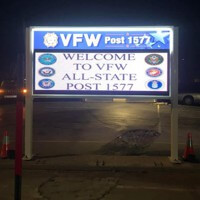 VFW Post 1577
WELCOME
TO VFW
ALL-STATE
POST 1577